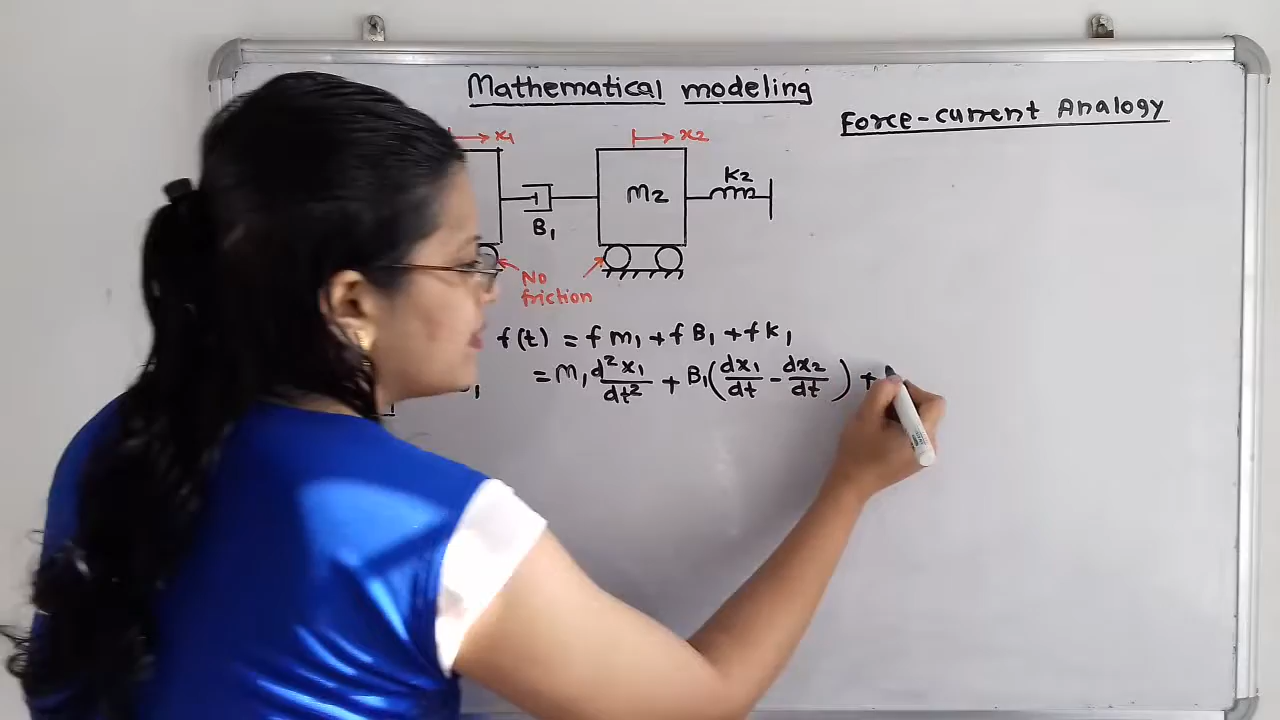 Mathematical modeling
Force-current Analogy
x₁
x₂
M₂
K₂
B₁
No
friction
f(t) = f m₁ + f B₁ + f k₁
= M₁ d²x₁/dt² + B₁(dx₁/dt - dx₂/dt) +